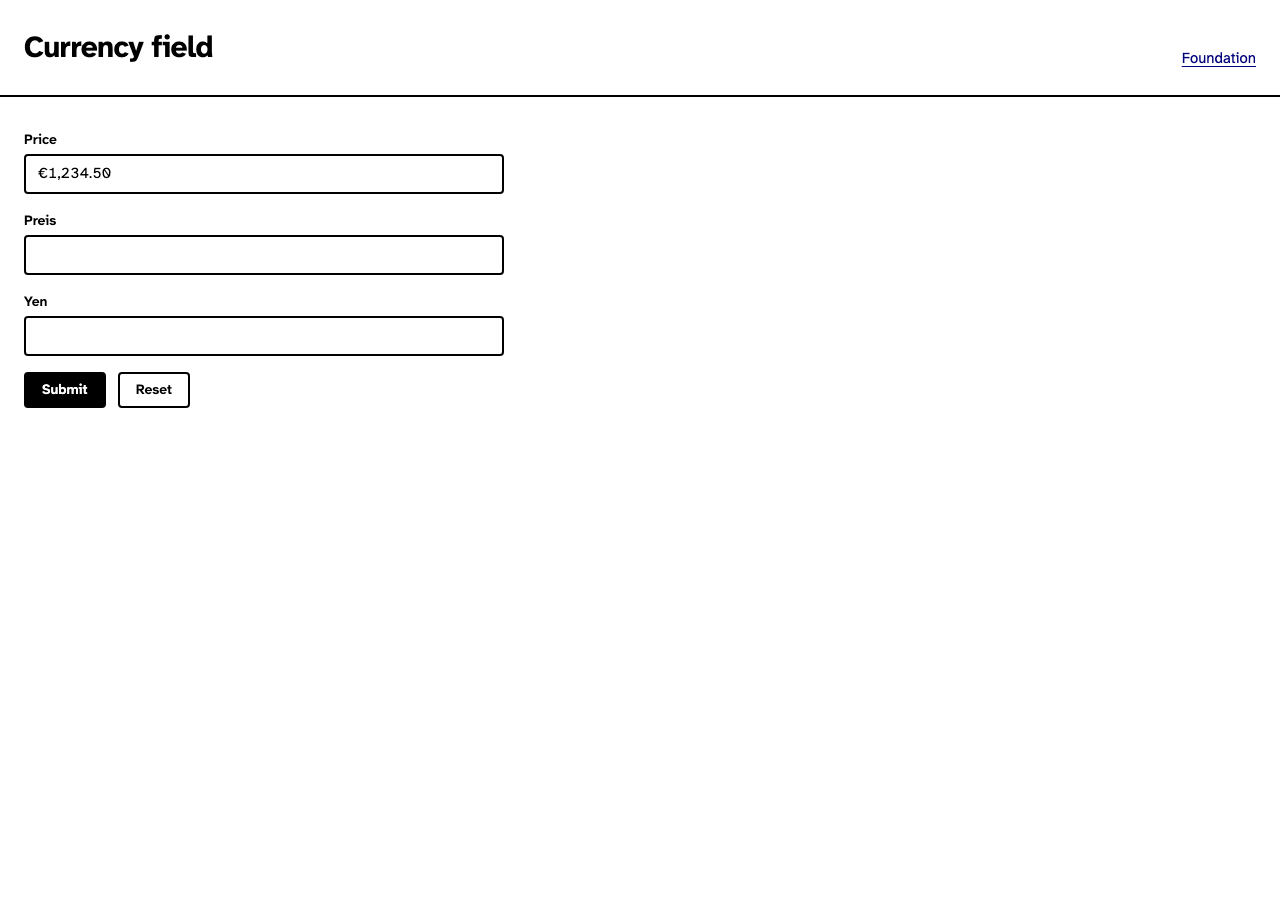 Currency field
Foundation
Price
€1,234.50
Preis
Yen
Submit
Reset